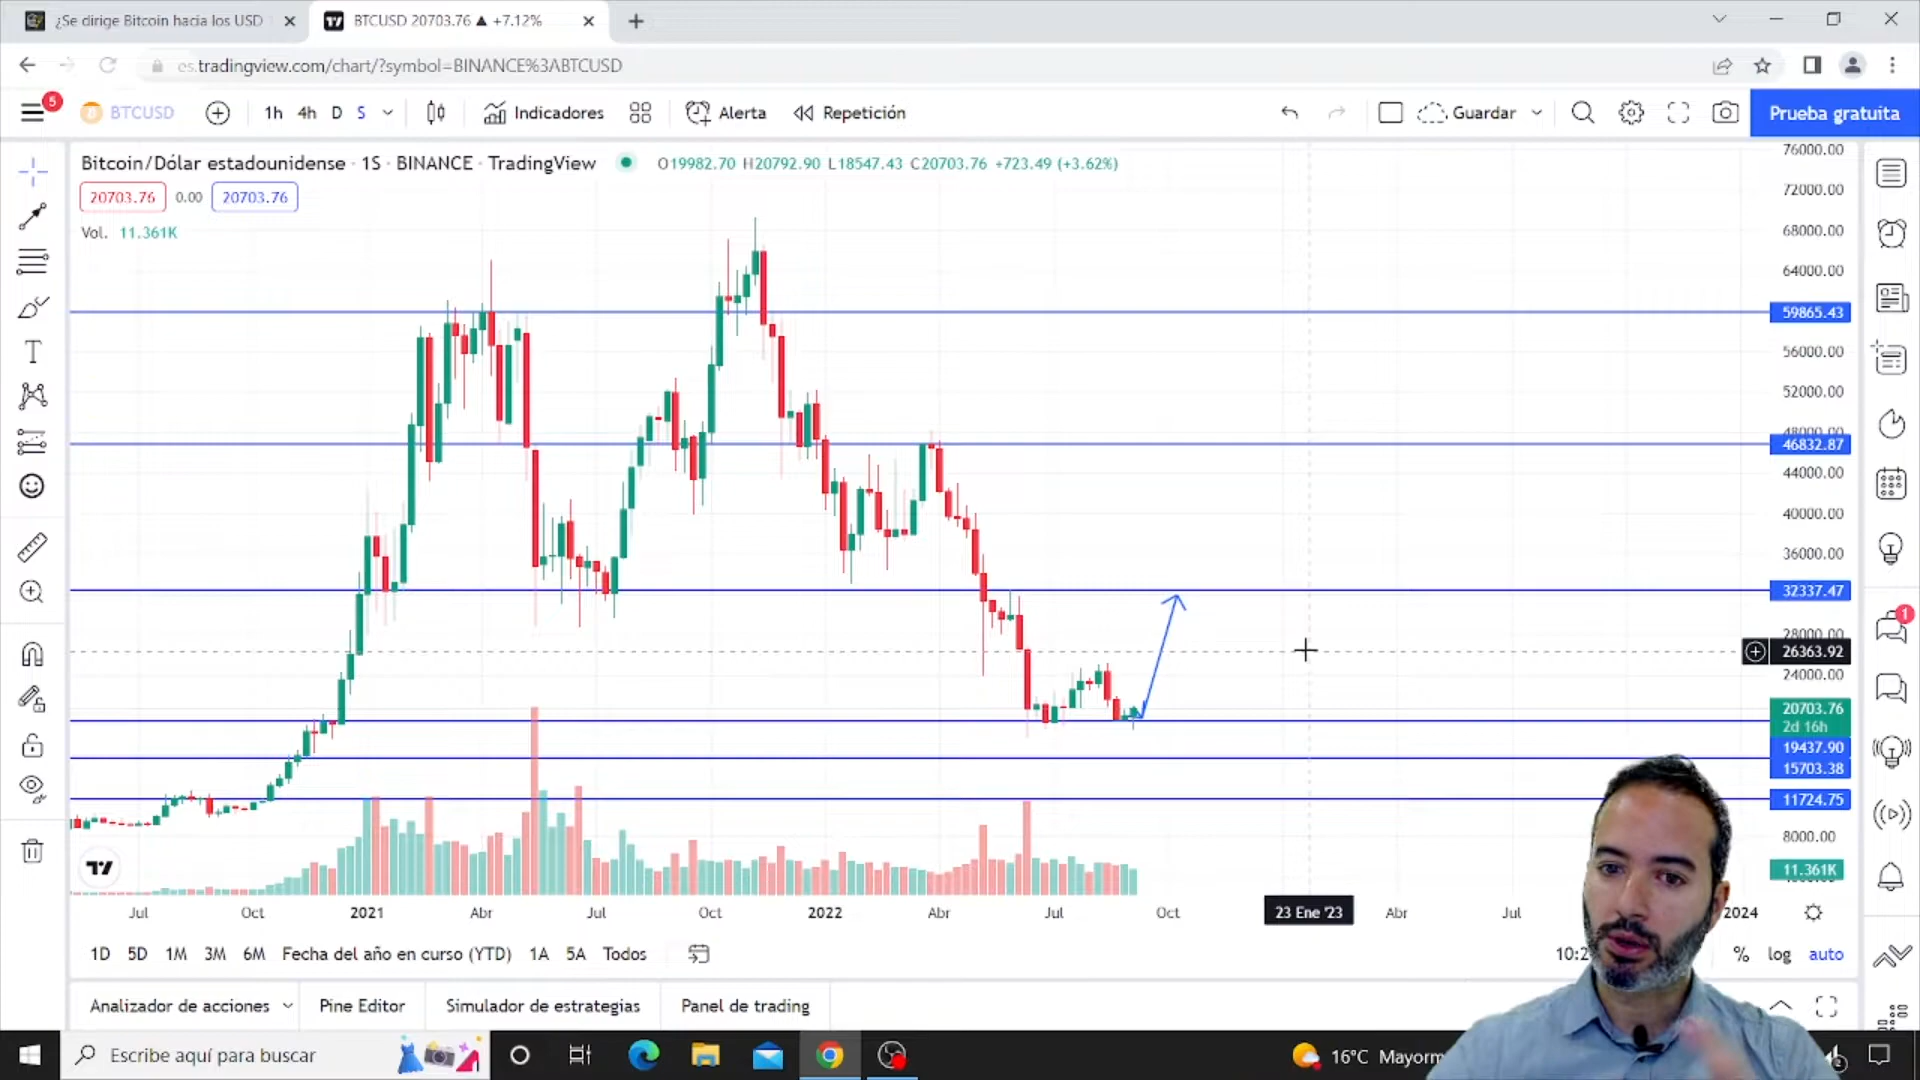 ¿Se dirige Bitcoin hacia los USD
BTCUSD 20703.76 ▲ +7.12%
es.tradingview.com/chart/?symbol=BINANCE%3ABTCUSD
5
BTCUSD
1h 4h D S
Indicadores
Alerta
Repetición
Guardar
Prueba gratuita
Bitcoin/Dólar estadounidense · 1S · BINANCE · TradingView
O19982.70 H20792.90 L18547.43 C20703.76 +723.49 (+3.62%)
20703.76 0.00 20703.76
Vol. 11.361K
76000.00
72000.00
68000.00
64000.00
59865.43
56000.00
52000.00
48000.00
46832.87
44000.00
40000.00
36000.00
32337.47
28000.00
26363.92
24000.00
20703.76
2d 16h
19437.90
15703.38
11724.75
8000.00
11.361K
1
Jul Oct 2021 Abr Jul Oct 2022 Abr Jul Oct 23 Ene '23 Abr Jul 2024
1D 5D 1M 3M 6M Fecha del año en curso (YTD) 1A 5A Todos
% log auto
Analizador de acciones Pine Editor Simulador de estrategias Panel de trading
Escribe aquí para buscar
16°C
2